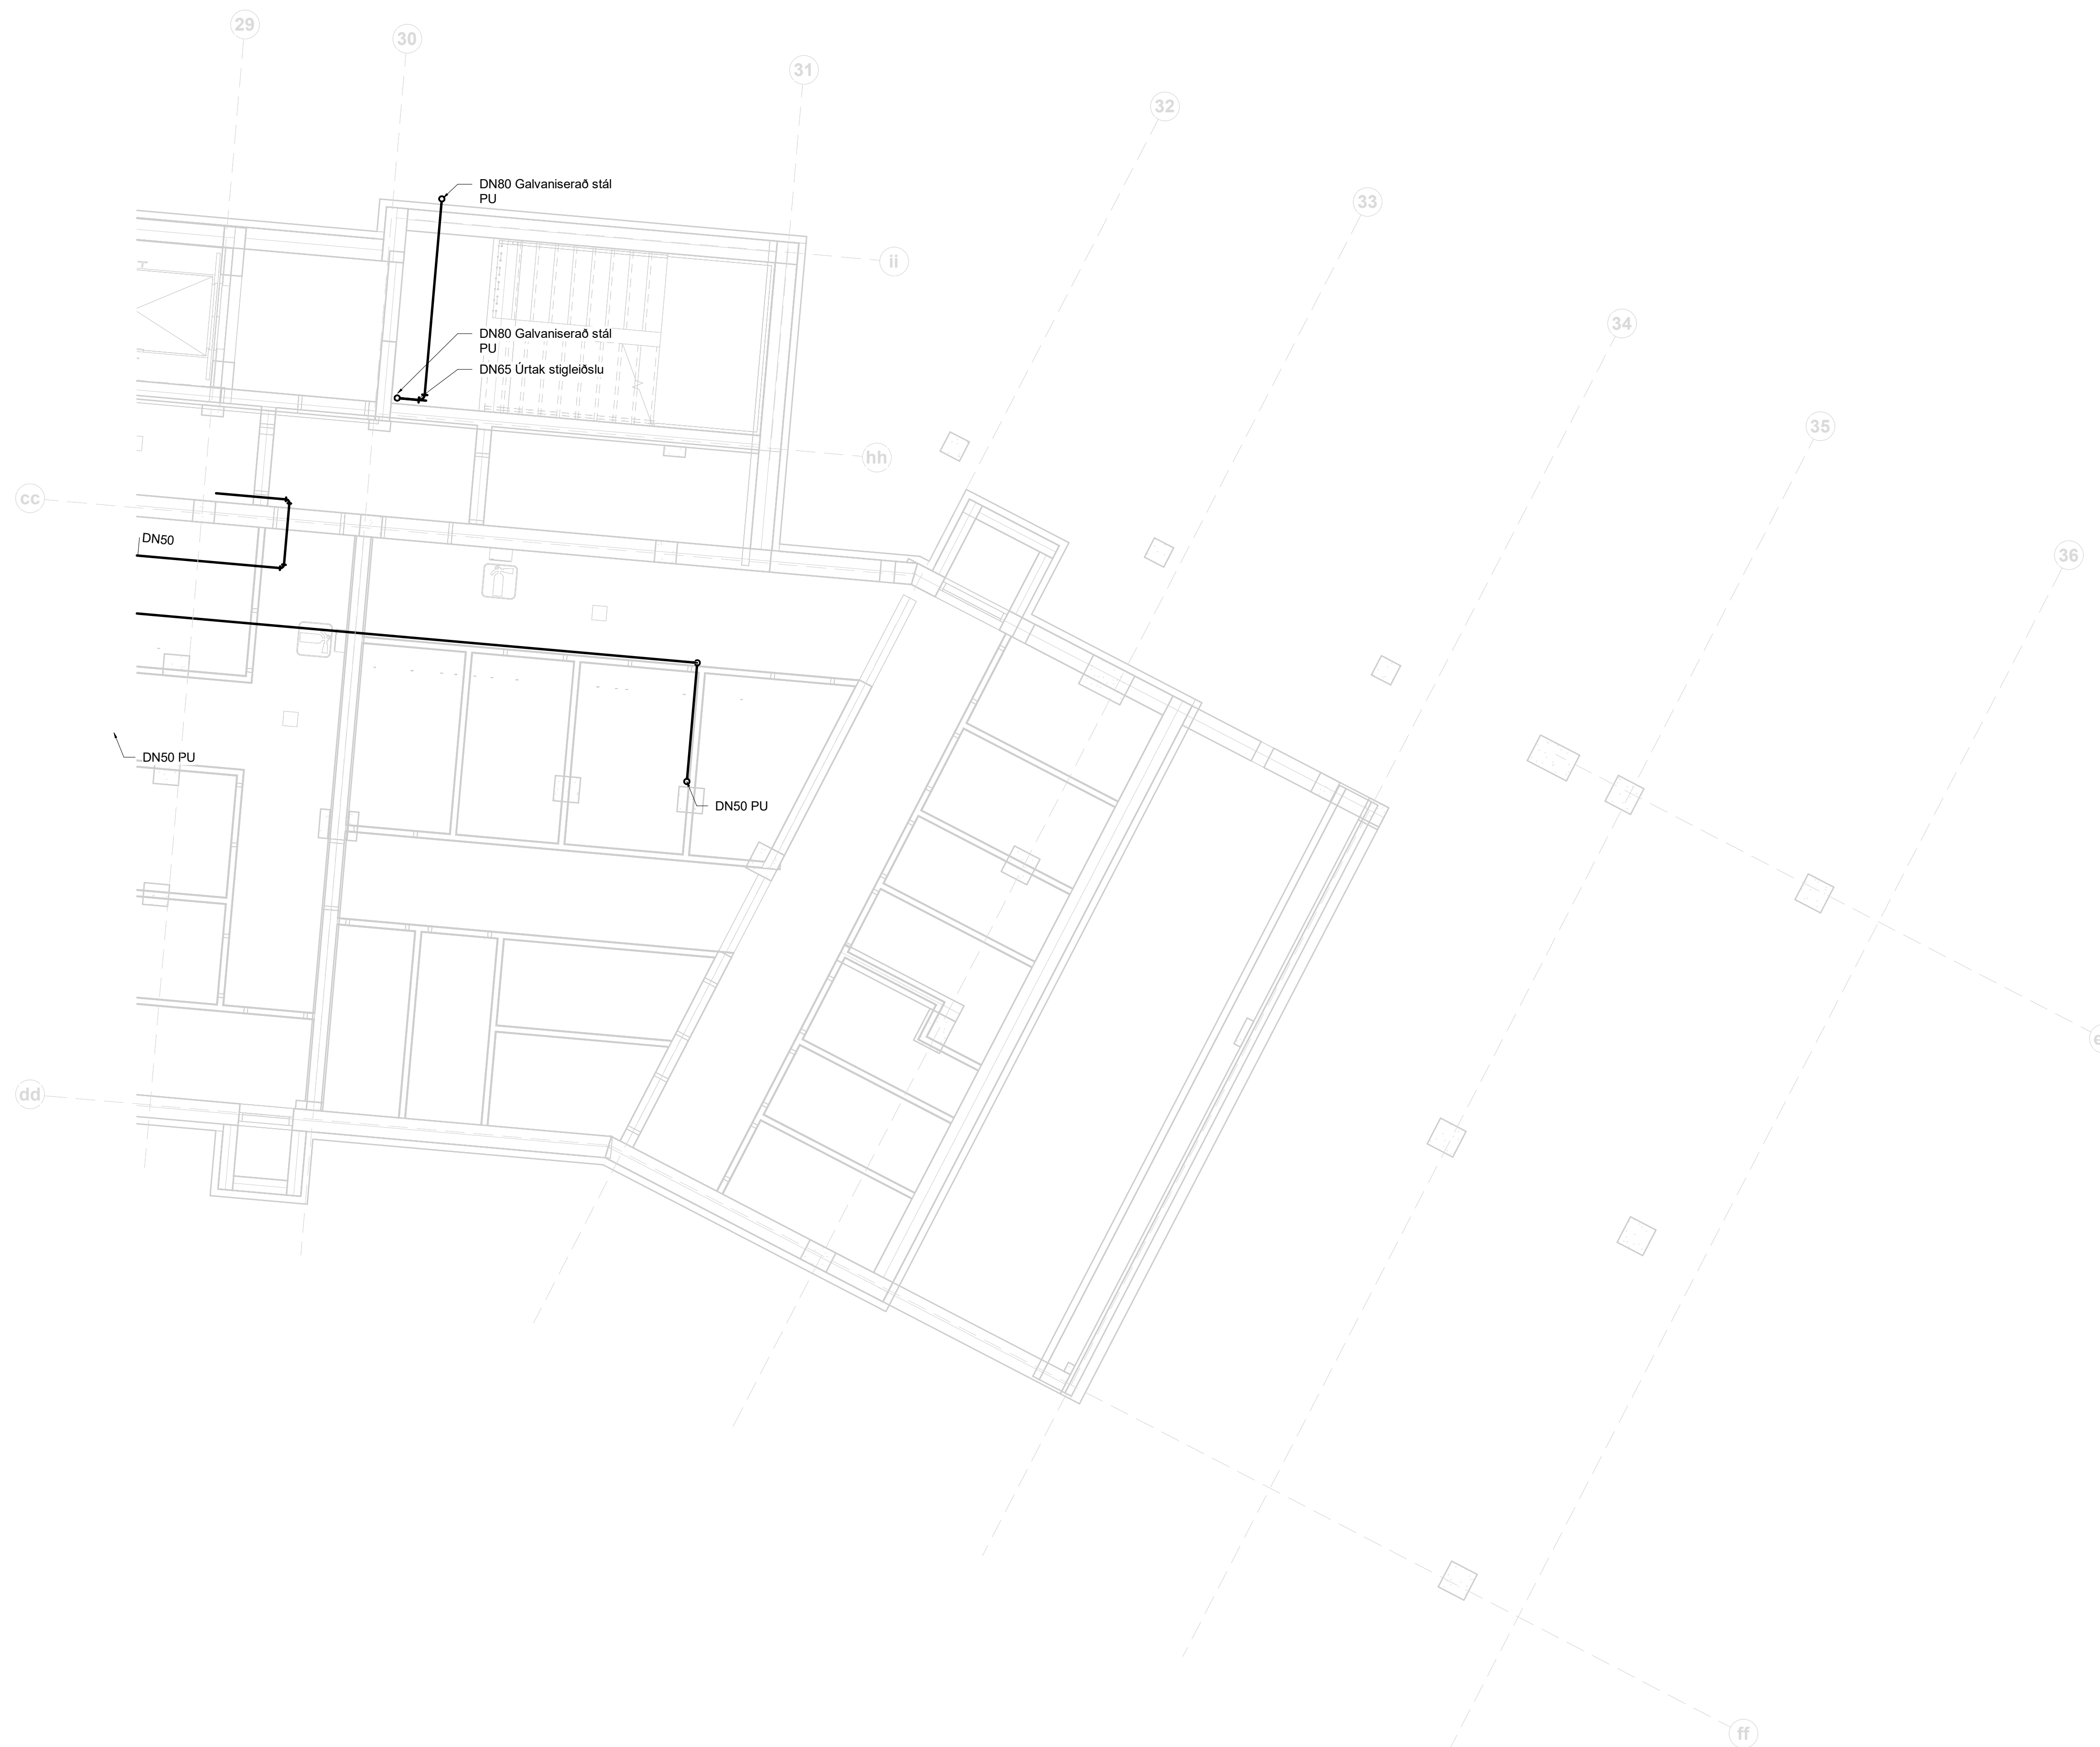 29
30
31
32
33
34
35
36
DN80 Galvaniserað stál
PU
ii
DN80 Galvaniserað stál
PU
DN65 Úrtak stigleiðslu
hh
cc
DN50
DN50 PU
DN50 PU
dd
ff